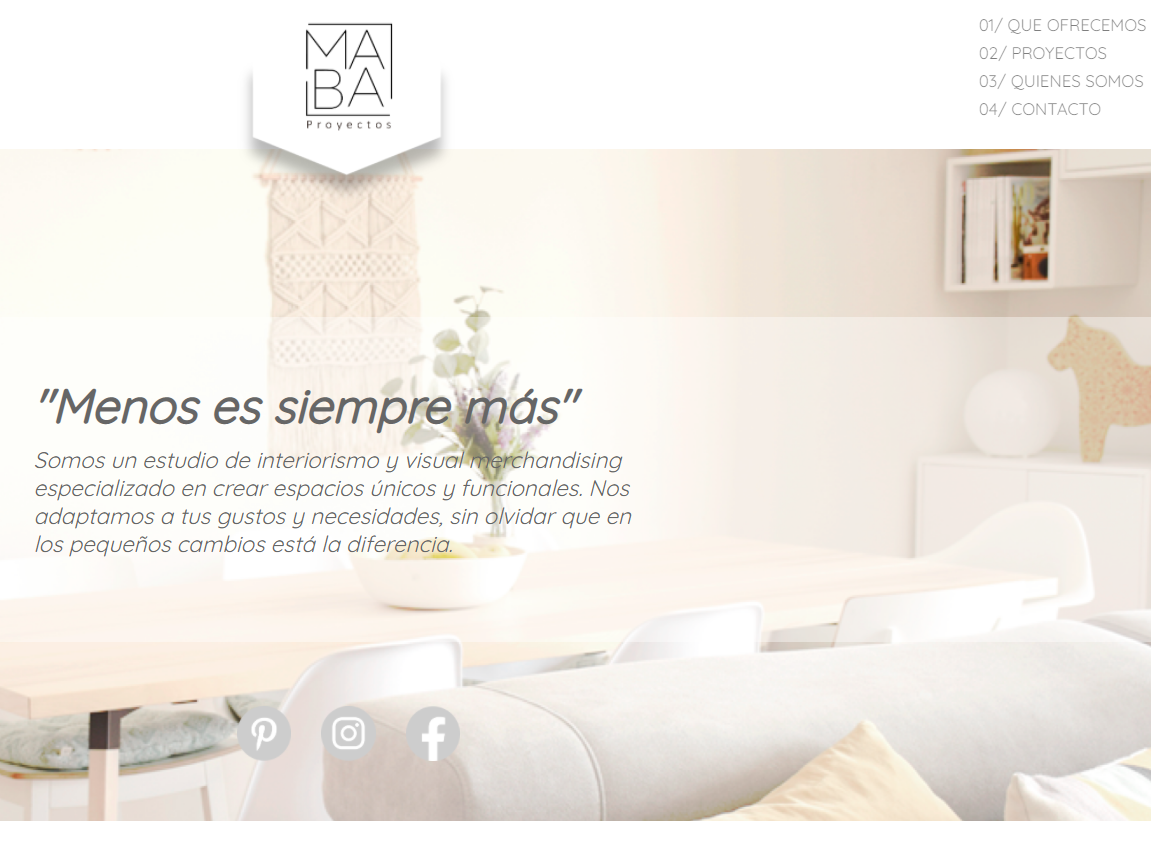 MA
BA
Proyectos
01/ QUE OFRECEMOS
02/ PROYECTOS
03/ QUIENES SOMOS
04/ CONTACTO
"Menos es siempre más"
Somos un estudio de interiorismo y visual merchandising
especializado en crear espacios únicos y funcionales. Nos
adaptamos a tus gustos y necesidades, sin olvidar que en
los pequeños cambios está la diferencia.